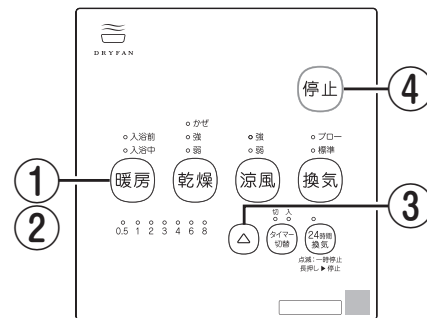 DRYFAN
停止
④
かぜ
入浴前 強 強 ブロー
入浴中 弱 弱 標準
① 暖房 乾燥 涼風 換気
②
③
切 入
0.5 1 2 3 4 6 8
タイマー
切替
24時間
換気
点滅:一時停止
長押し▶停止